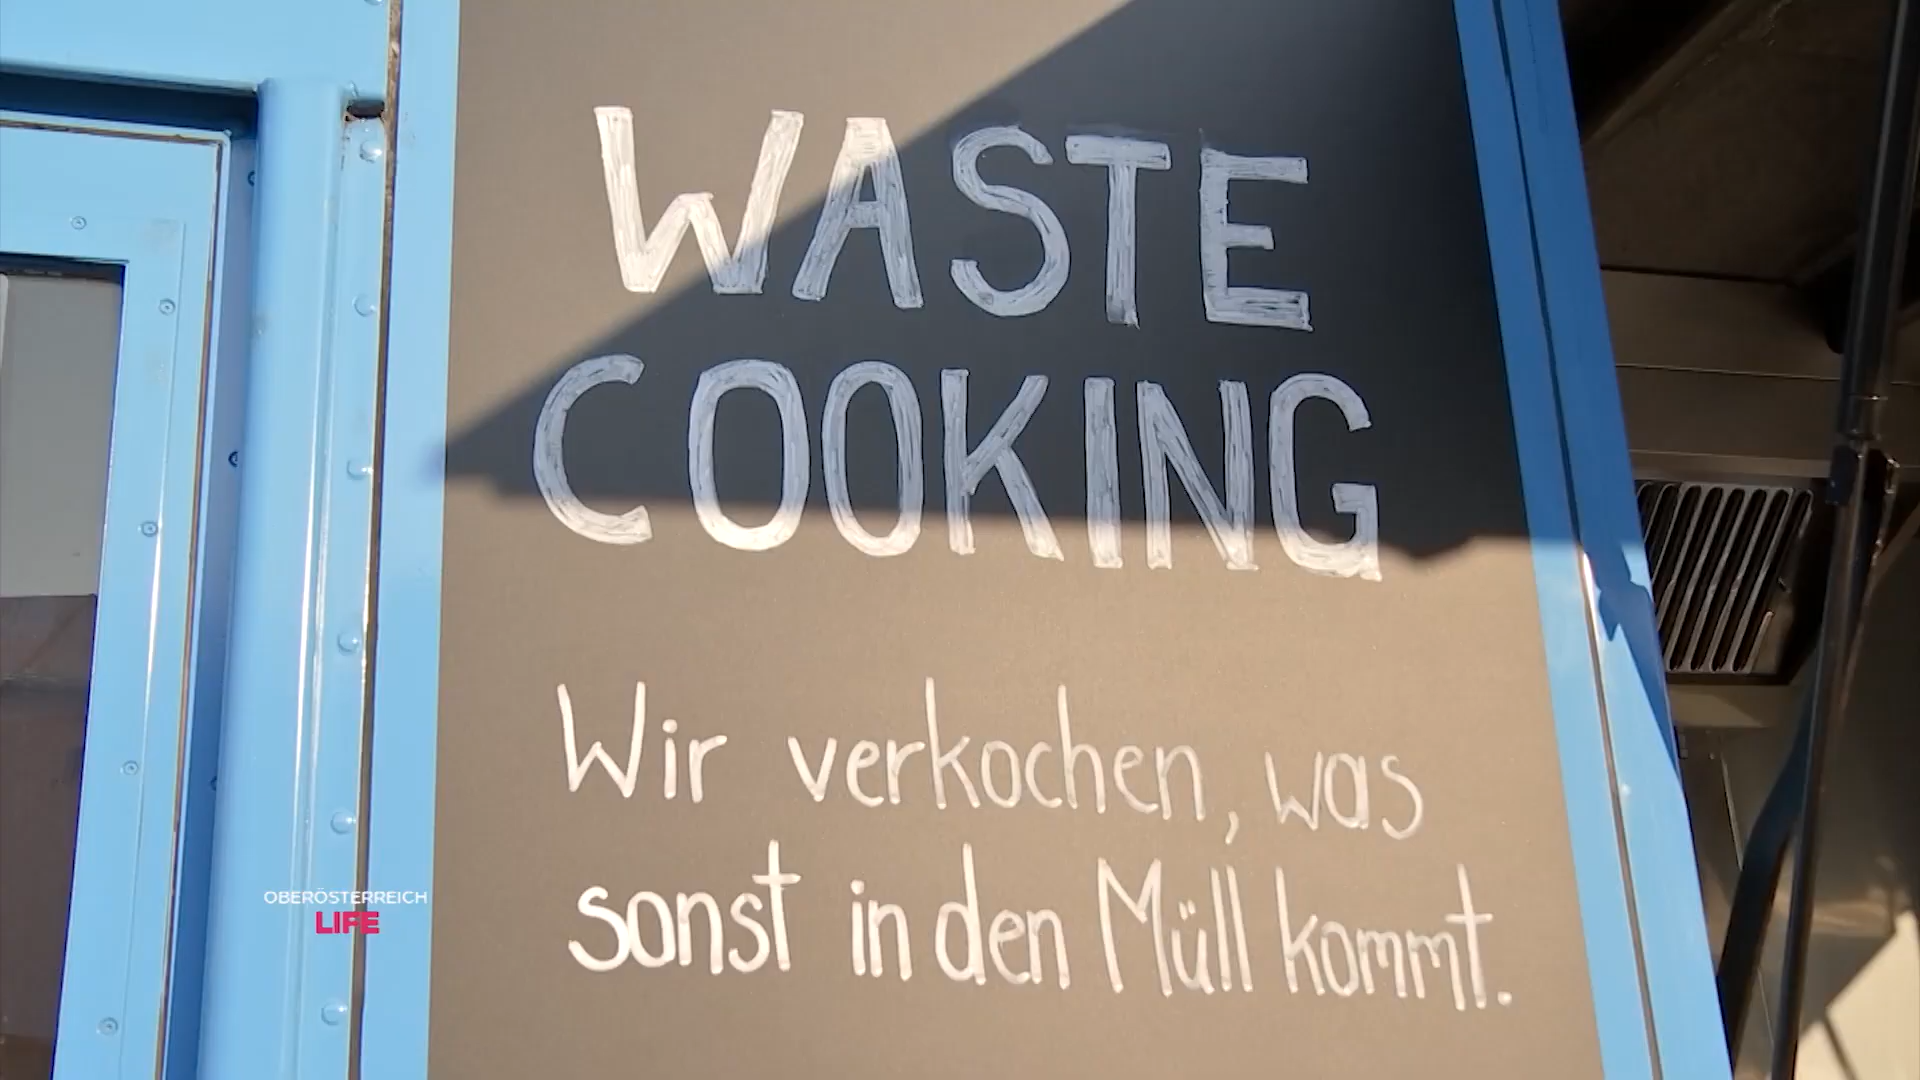 WASTE
COOKING
Wir verkochen, was
sonst in den Müll kommt.
OBERÖSTERREICH
LIFE